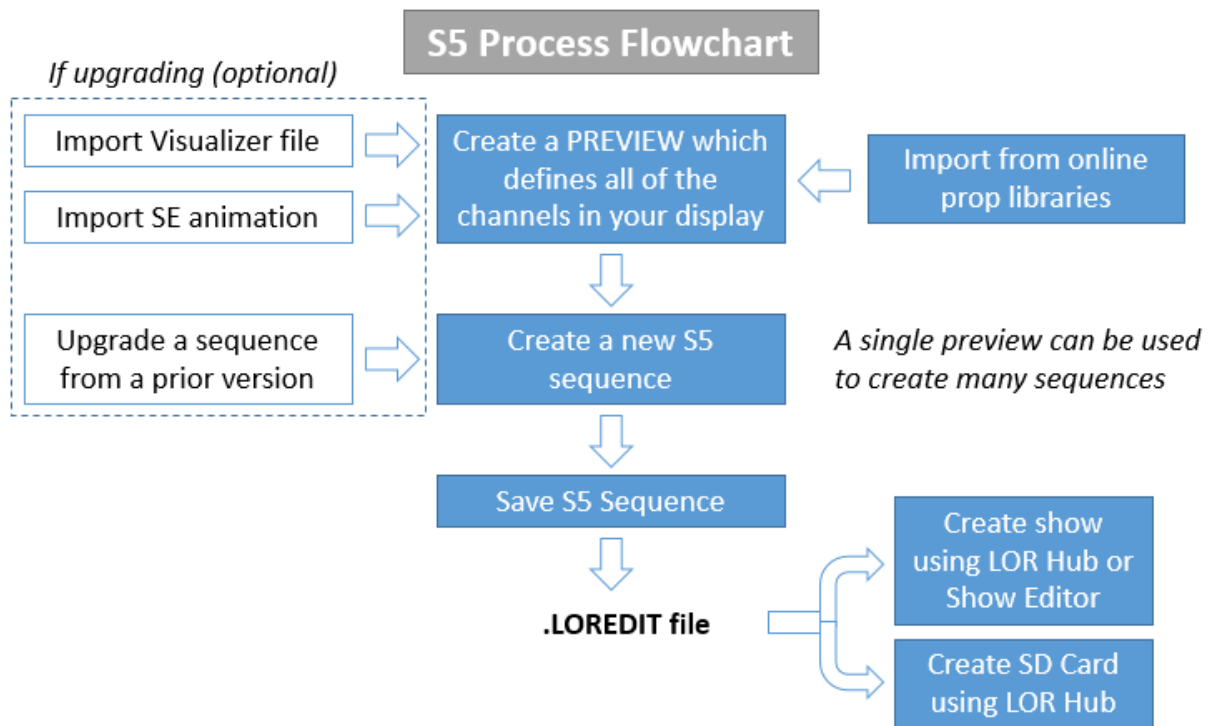 S5 Process Flowchart
If upgrading (optional)
Import Visualizer file
Import SE animation
Create a PREVIEW which
defines all of the
channels in your display
Import from online
prop libraries
Upgrade a sequence
from a prior version
Create a new S5
sequence
A single preview can be used
to create many sequences
Save S5 Sequence
.LOREDIT file
Create show
using LOR Hub or
Show Editor
Create SD Card
using LOR Hub